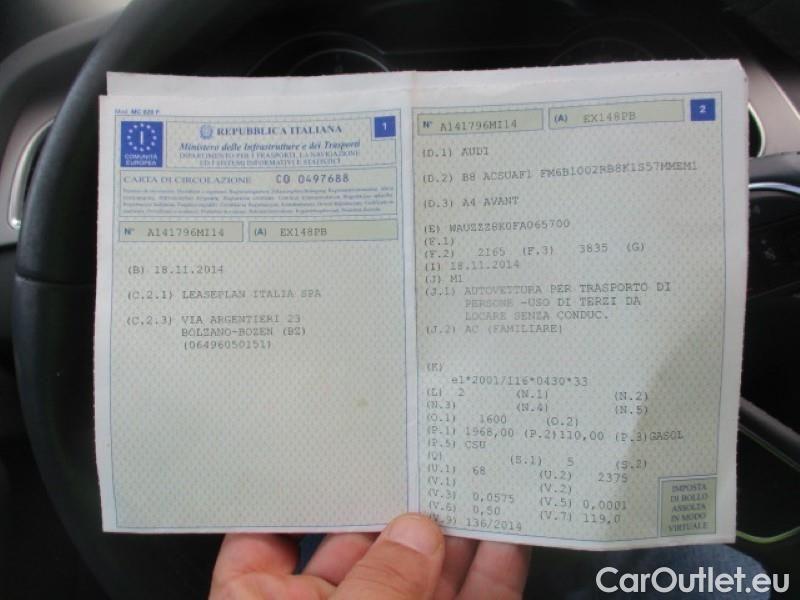 Mod. MC 820 F
REPUBBLICA ITALIANA
1
COMUNITÀ EUROPEA
Ministero delle Infrastrutture e dei Trasporti
DIPARTIMENTO PER I TRASPORTI, LA NAVIGAZIONE
ED I SISTEMI INFORMATIVI E STATISTICI
CARTA DI CIRCOLAZIONE CQ 0497688
N° A141796MI14 (A) EX148PB
(B) 18.11.2014
(C.2.1) LEASEPLAN ITALIA SPA
(C.2.3) VIA ARGENTIERI 23
BOLZANO-BOZEN (BZ)
(06496050151)
N° A141796MI14 (A) EX148PB 2
(D.1) AUDI
(D.2) B8 ACSUAF1 FM6B1002RB8K1S57MMEM1
(D.3) A4 AVANT
(E) WAUZZZ8K0FA065700
(F.1)
(F.2) 2165 (F.3) 3835 (G)
(I) 18.11.2014
(J) M1
(J.1) AUTOVETTURA PER TRASPORTO DI
PERSONE -USO DI TERZI DA
LOCARE SENZA CONDUC.
(J.2) AC (FAMILIARE)
(K)
e1*2001/116*0430*33
(L) 2 (N.1) (N.2)
(N.3) (N.4) (N.5)
(O.1) 1600 (O.2)
(P.1) 1968,00 (P.2)110,00 (P.3)GASOL
(P.5) CSU
(Q) (S.1) 5 (S.2)
(U.1) 68 (U.2) 2375
(V.1) (V.2)
(V.3) 0,0575 (V.5) 0,0001
(V.6) 0,50 (V.7) 119,0
(V.9) 136/2014
IMPOSTA
DI BOLLO
ASSOLTA
IN MODO
VIRTUALE
CarOutlet.eu